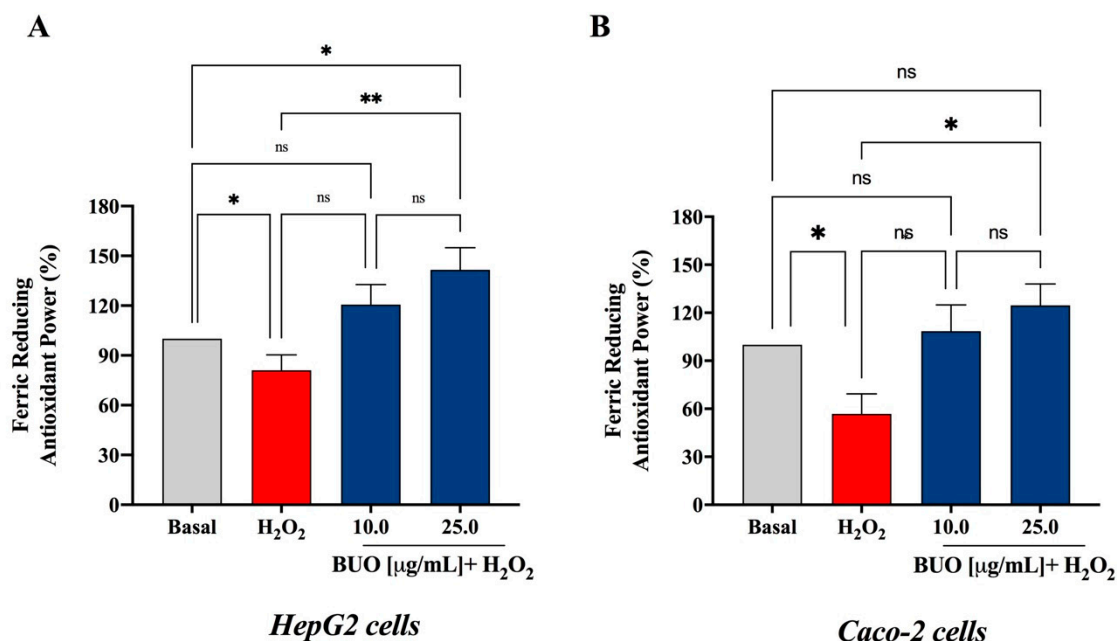 A
*
**
ns
*
ns
ns
180
150
120
90
60
30
0
Ferric Reducing
Antioxidant Power (%)
Basal
H₂O₂
10.0
25.0
BUO [µg/mL]+ H₂O₂
HepG2 cells
B
ns
*
ns
*
ns
ns
180
150
120
90
60
30
0
Ferric Reducing
Antioxidant Power (%)
Basal
H₂O₂
10.0
25.0
BUO [µg/mL]+ H₂O₂
Caco-2 cells